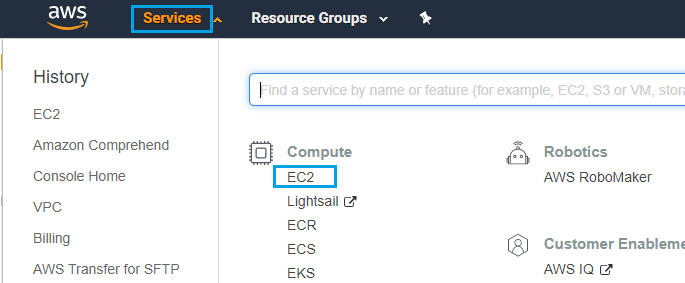 aws
Services
Resource Groups
History
EC2
Amazon Comprehend
Console Home
VPC
Billing
AWS Transfer for SFTP
Find a service by name or feature (for example, EC2, S3 or VM, stora
Compute
EC2
Lightsail
ECR
ECS
EKS
Robotics
AWS RoboMaker
Customer Enableme
AWS IQ